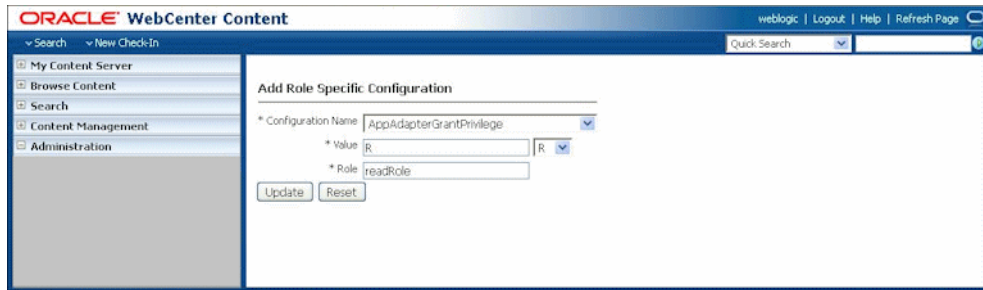 ORACLE® WebCenter Content
weblogic | Logout | Help | Refresh Page
Search New Check-In
Quick Search
My Content Server
Browse Content
Search
Content Management
Administration
Add Role Specific Configuration
* Configuration Name AppAdapterGrantPrivilege
* Value R R
* Role readRole
Update Reset